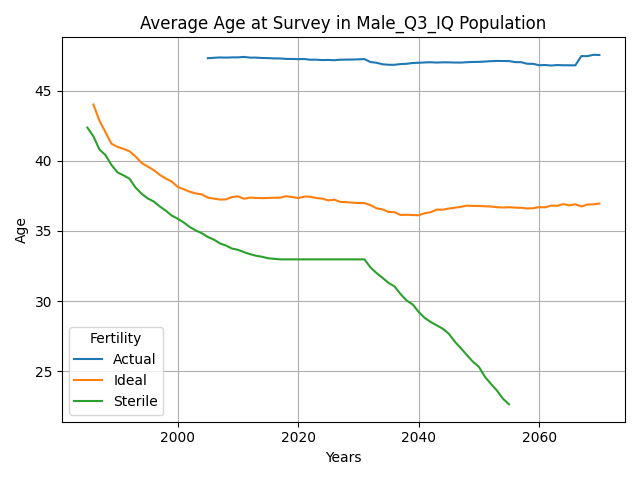 Average Age at Survey in Male_Q3_IQ Population
Age
45
40
35
30
25
Fertility
Actual
Ideal
Sterile
2000 2020 2040 2060
Years